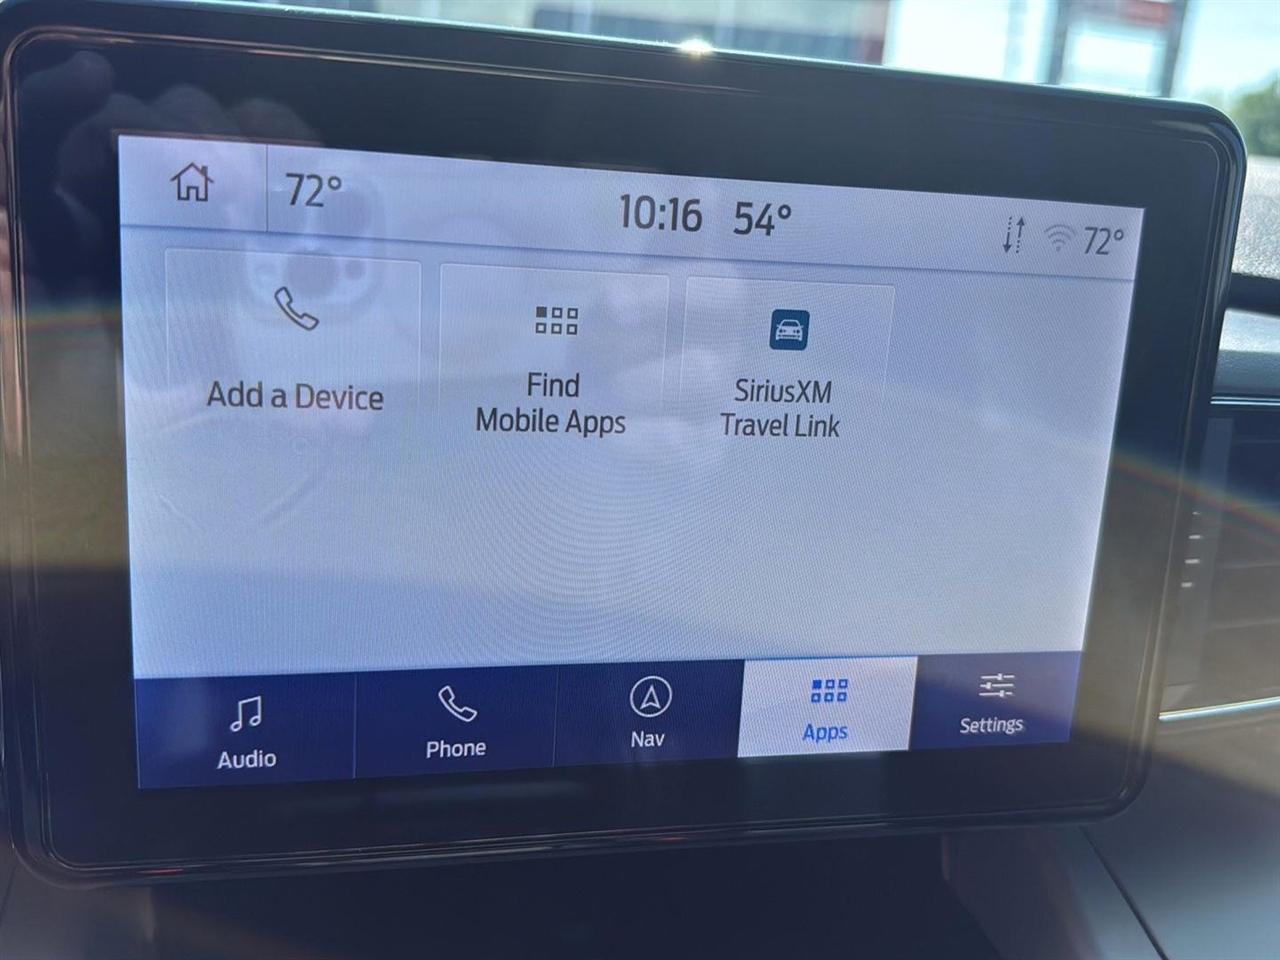 72° 10:16 54° 72°
Add a Device
Find
Mobile Apps
SiriusXM
Travel Link
Audio
Phone
Nav
Apps
Settings